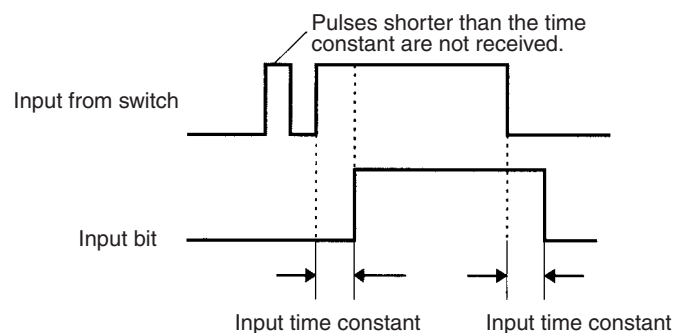 Pulses shorter than the time
constant are not received.
Input from switch
Input bit
Input time constant
Input time constant